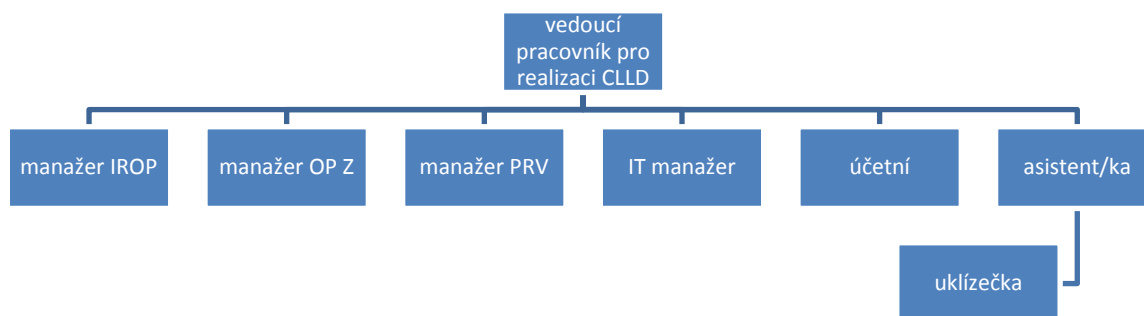 vedoucí
pracovník pro
realizaci CLLD
manažer IROP
manažer OP Z
manažer PRV
IT manažer
účetní
asistent/ka
uklízečka